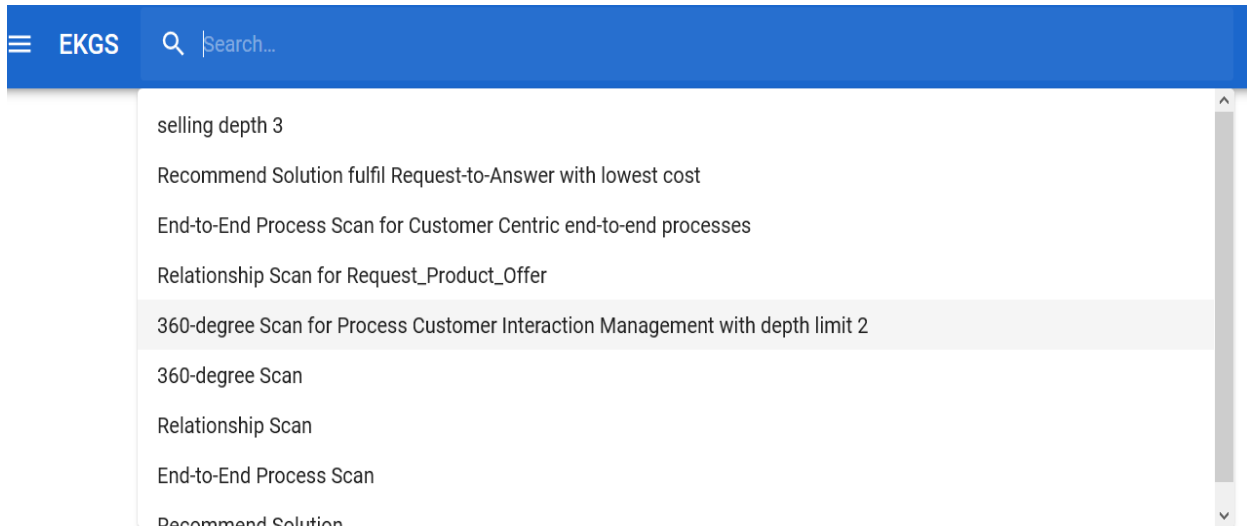 EKGS Search...
selling depth 3
Recommend Solution fulfil Request-to-Answer with lowest cost
End-to-End Process Scan for Customer Centric end-to-end processes
Relationship Scan for Request_Product_Offer
360-degree Scan for Process Customer Interaction Management with depth limit 2
360-degree Scan
Relationship Scan
End-to-End Process Scan
Recommend Solution